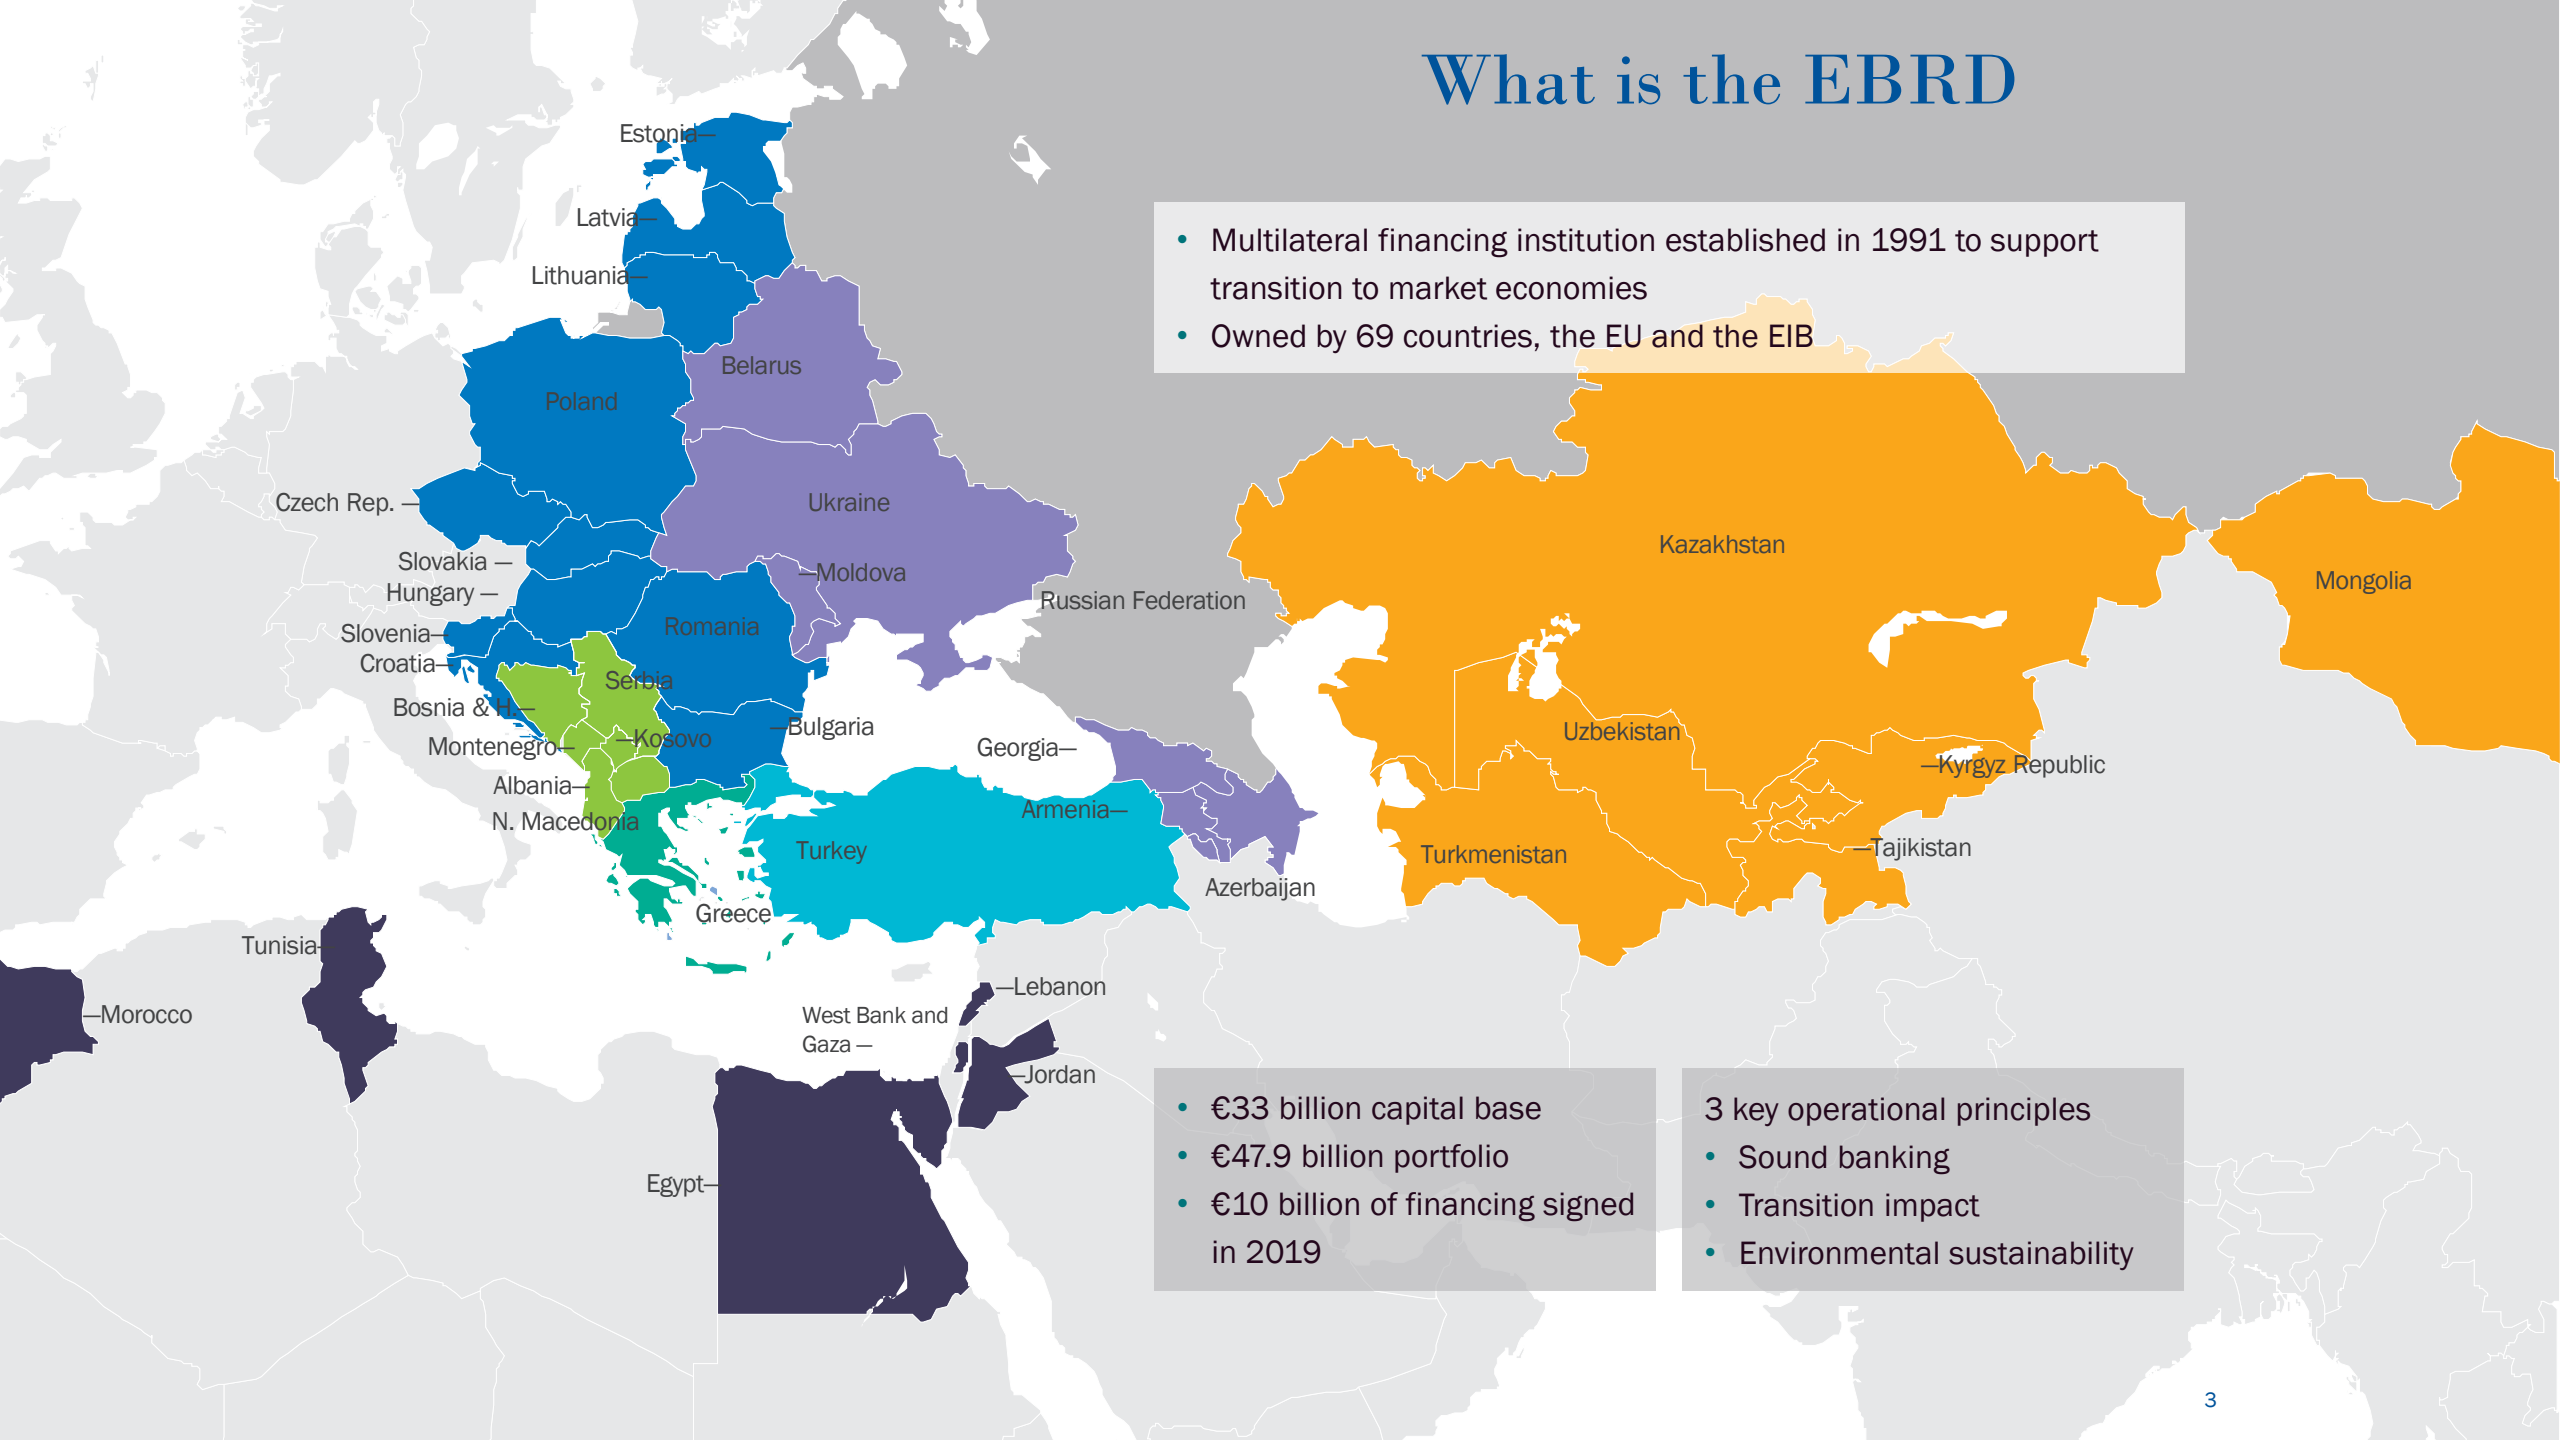 What is the EBRD
• Multilateral financing institution established in 1991 to support
transition to market economies
• Owned by 69 countries, the EU and the EIB
Estonia
Latvia
Lithuania
Belarus
Poland
Czech Rep.
Ukraine
Slovakia
Moldova
Hungary
Russian Federation
Romania
Slovenia
Croatia
Serbia
Bosnia & H.
Bulgaria
Kosovo
Montenegro
Georgia
Albania
Armenia
N. Macedonia
Turkey
Azerbaijan
Greece
Kazakhstan
Mongolia
Uzbekistan
Kyrgyz Republic
Turkmenistan
Tajikistan
Tunisia
Morocco
Lebanon
West Bank and
Gaza
Jordan
Egypt
• €33 billion capital base
• €47.9 billion portfolio
• €10 billion of financing signed
in 2019
3 key operational principles
• Sound banking
• Transition impact
• Environmental sustainability
3